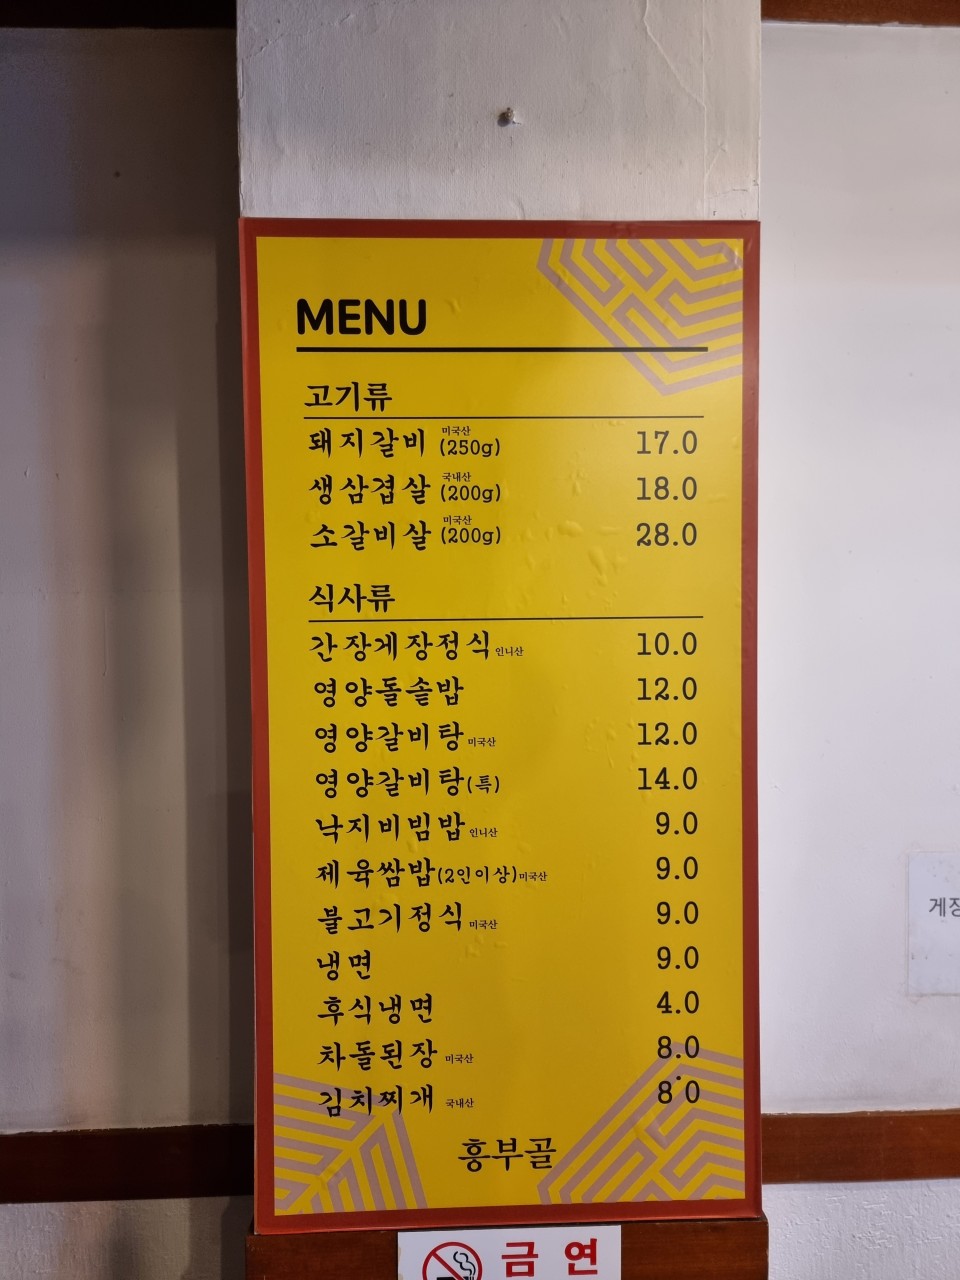 MENU
고기류
돼지갈비 미국산 (250g) 17.0
생삼겹살 국내산 (200g) 18.0
소갈비살 미국산 (200g) 28.0
식사류
간장게장정식 인니산 10.0
영양돌솥밥 12.0
영양갈비탕 미국산 12.0
영양갈비탕(특) 14.0
낙지비빔밥 인니산 9.0
제육쌈밥(2인이상) 미국산 9.0
불고기정식 미국산 9.0
냉면 9.0
후식냉면 4.0
차돌된장 미국산 8.0
김치찌개 국내산 8.0
흥부골
금연